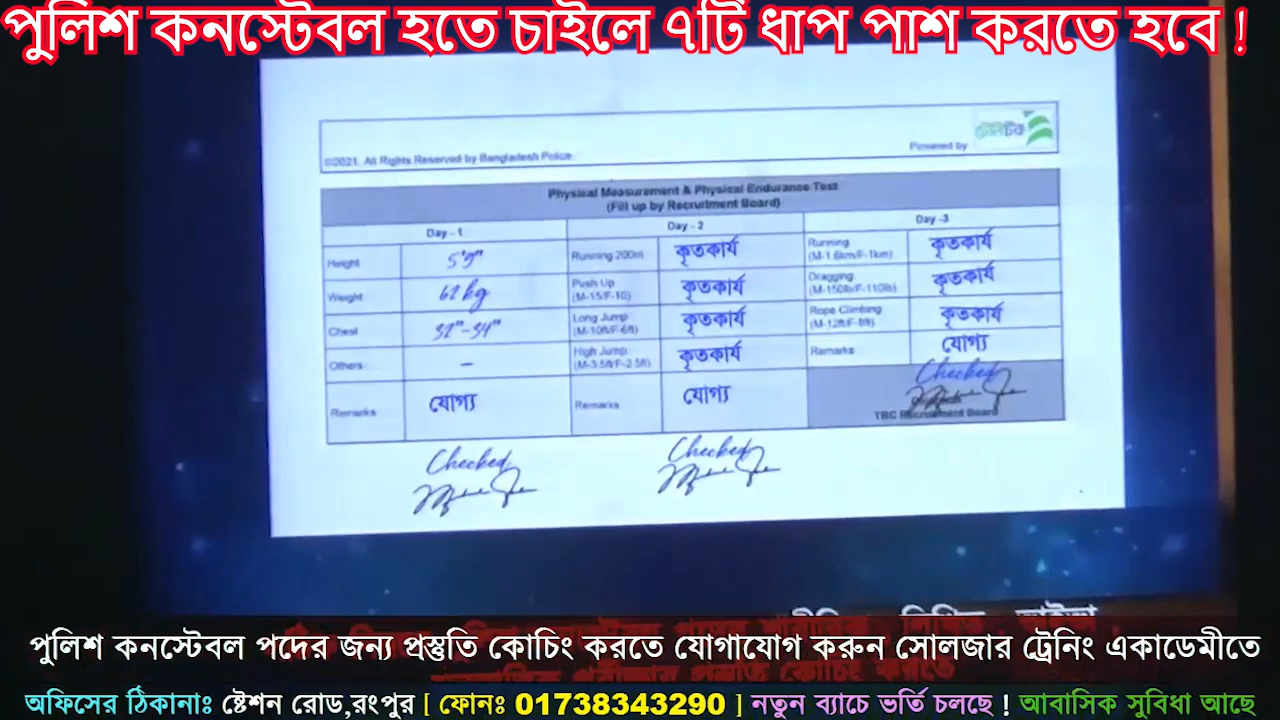 পুলিশ কনস্টেবল হতে চাইলে ৭টি ধাপ পাশ করতে হবে !
টেলিটক
©2021. All Rights Reserved by Bangladesh Police.
Powered by
Physical Measurement & Physical Endurance Test
(Fill up by Recruitment Board)
Day - 1
Day - 2
Day -3
Height 5'9" Running 200m কৃতকার্য Running (M-1.6km/F-1km) কৃতকার্য
Weight 62 kg Push Up (M-15/F-10) কৃতকার্য Dragging (M-150lb/F-110lb) কৃতকার্য
Chest 32"-34" Long Jump (M-10ft/F-6ft) কৃতকার্য Rope Climbing (M-12ft/F-8ft) কৃতকার্য
Others - High Jump (M-3.5ft/F-2.5ft) কৃতকার্য Remarks যোগ্য
Remarks যোগ্য Remarks যোগ্য Checked
TRC Recruitment Board
Checked Checked
পুলিশ কনস্টেবল পদের জন্য প্রস্তুতি কোচিং করতে যোগাযোগ করুন সোলজার ট্রেনিং একাডেমীতে
অফিসের ঠিকানাঃ ষ্টেশন রোড,রংপুর [ ফোনঃ 01738343290 ] নতুন ব্যাচে ভর্তি চলছে ! আবাসিক সুবিধা আছে